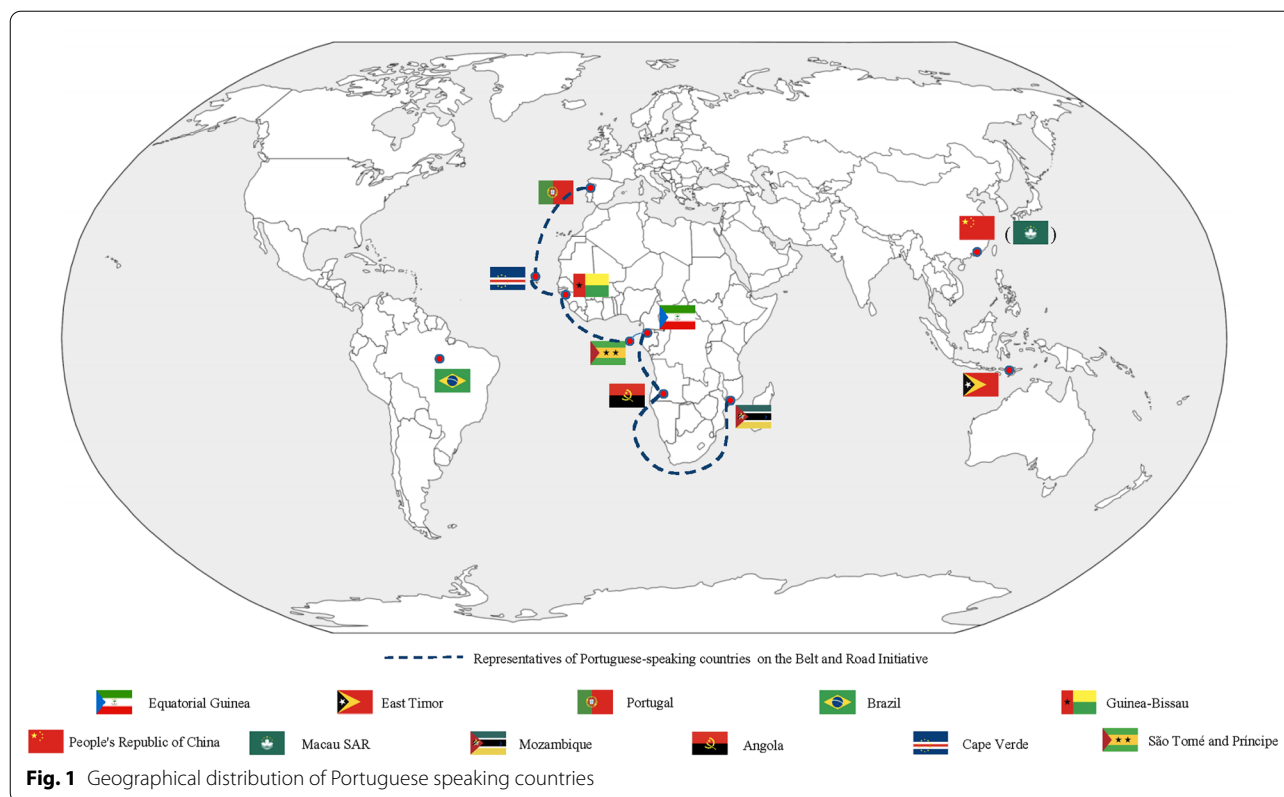 ( )
Representatives of Portuguese-speaking countries on the Belt and Road Initiative
Equatorial Guinea East Timor Portugal Brazil Guinea-Bissau
People's Republic of China Macau SAR Mozambique Angola Cape Verde São Tomé and Príncipe
Fig. 1 Geographical distribution of Portuguese speaking countries